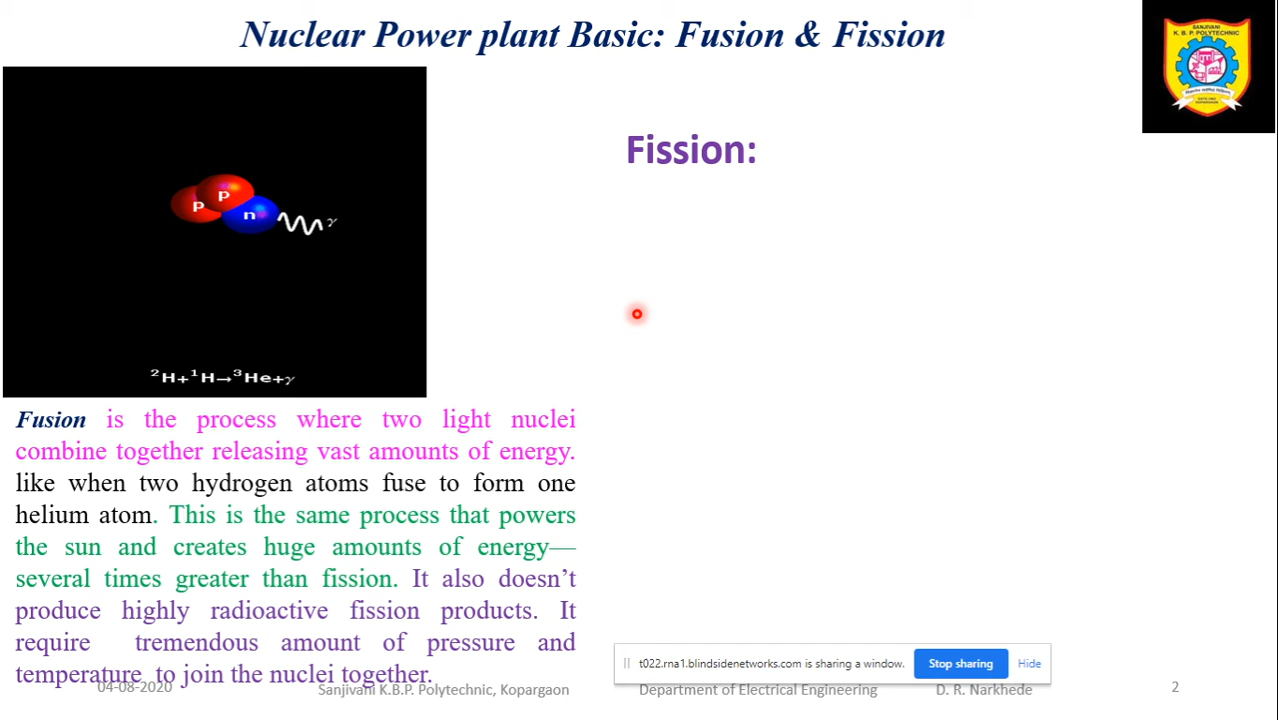 Nuclear Power plant Basic: Fusion & Fission
SANJIVANI
K. B. P. POLYTECHNIC
KOPARGAON
Fission:
p
p
n
γ
²H+¹H→³He+γ
Fusion is the process where two light nuclei
combine together releasing vast amounts of energy.
like when two hydrogen atoms fuse to form one
helium atom. This is the same process that powers
the sun and creates huge amounts of energy—
several times greater than fission. It also doesn’t
produce highly radioactive fission products. It
require tremendous amount of pressure and
temperature to join the nuclei together.
t022.rna1.blindsidenetworks.com is sharing a window.
Stop sharing
Hide
04-08-2020
Sanjivani K.B.P. Polytechnic, Kopargaon
Department of Electrical Engineering
D. R. Narkhede
2